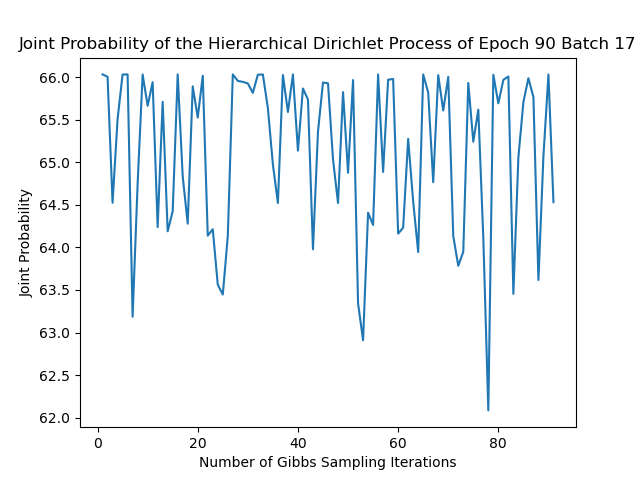 Joint Probability of the Hierarchical Dirichlet Process of Epoch 90 Batch 17
66.0
65.5
65.0
64.5
64.0
63.5
63.0
62.5
62.0
Joint Probability
0 20 40 60 80
Number of Gibbs Sampling Iterations